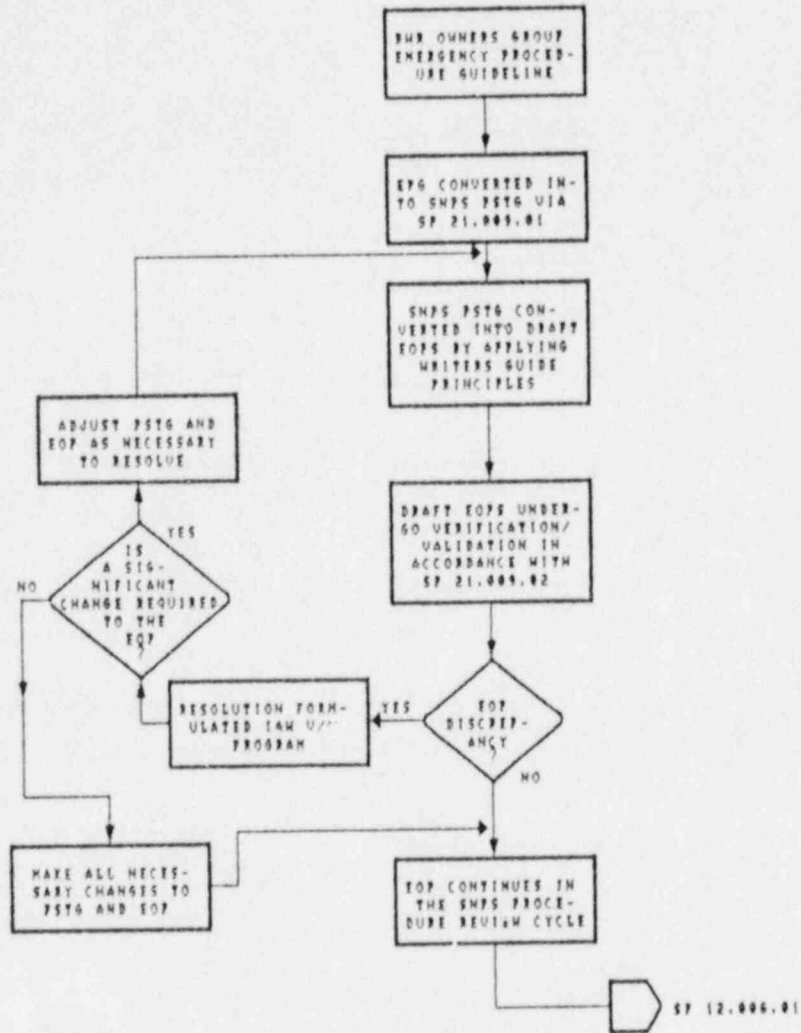 BWR OWNERS GROUP
EMERGENCY PROCED-
URE GUIDELINE
EPG CONVERTED IN-
TO SNPS PSTG VIA
SP 21.009.01
SNPS PSTG CON-
VERTED INTO DRAFT
EOPS BY APPLYING
WRITERS GUIDE
PRINCIPLES
ADJUST PSTG AND
EOP AS NECESSARY
TO RESOLVE
DRAFT EOPS UNDER-
GO VERIFICATION/
VALIDATION IN
ACCORDANCE WITH
SP 21.009.02
YES
IS
A SIG-
NIFICANT
CHANGE REQUIRED
TO THE
EOP
?
NO
RESOLUTION FORM-
ULATED IAW
PROGRAM
YES
EOP
DISCREP-
ANCY
?
NO
MAKE ALL NECES-
SARY CHANGES TO
PSTG AND EOP
EOP CONTINUES IN
THE SNPS PROCE-
DURE REVIEW CYCLE
SP 12.006.01